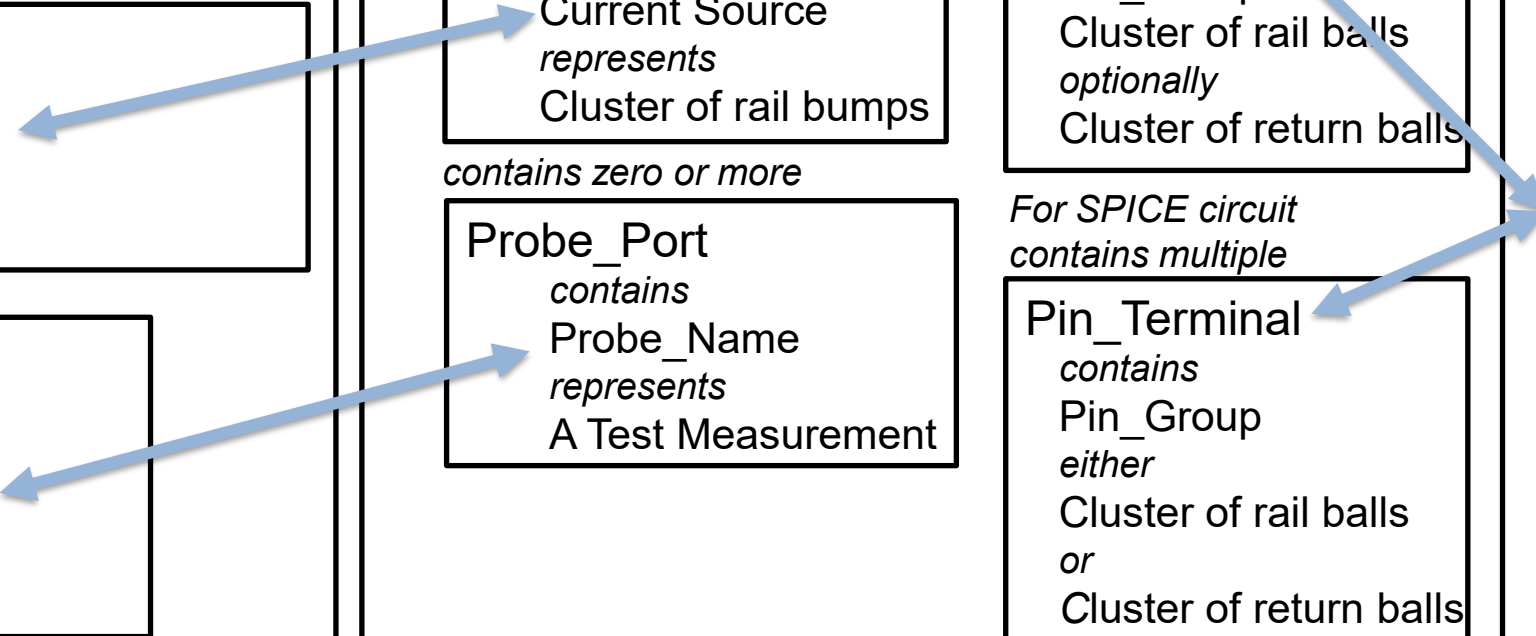 Current Source
represents
Cluster of rail bumps
contains zero or more
Probe_Port
contains
Probe_Name
represents
A Test Measurement
Cluster of rail balls
optionally
Cluster of return balls
For SPICE circuit
contains multiple
Pin_Terminal
contains
Pin_Group
either
Cluster of rail balls
or
Cluster of return balls